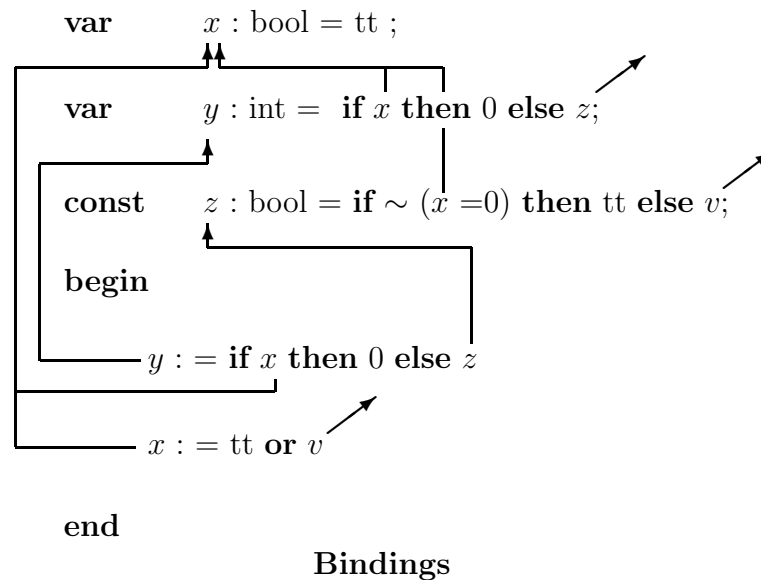 var x : bool = tt ;
var y : int = if x then 0 else z;
const z : bool = if ∼ (x =0) then tt else v;
begin
y : = if x then 0 else z
x : = tt or v
end
Bindings